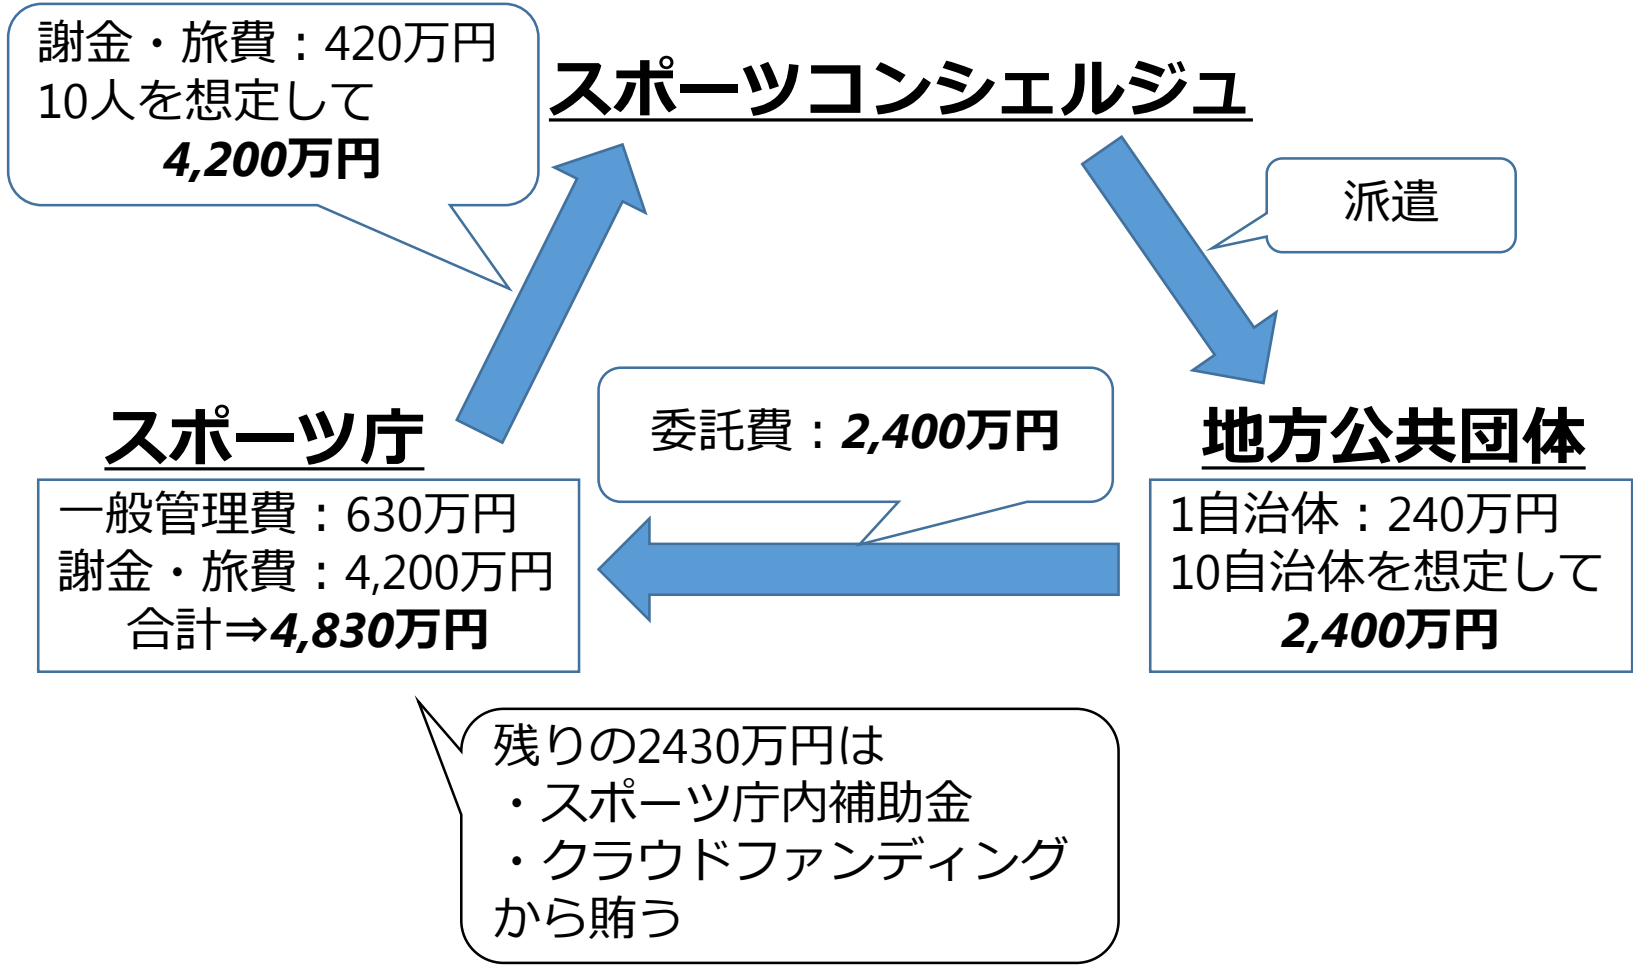 謝金・旅費：420万円
10人を想定して
4,200万円
スポーツコンシェルジュ
派遣
委託費：2,400万円
スポーツ庁
一般管理費：630万円
謝金・旅費：4,200万円
合計⇒4,830万円
地方公共団体
1自治体：240万円
10自治体を想定して
2,400万円
残りの2430万円は
・スポーツ庁内補助金
・クラウドファンディング
から賄う